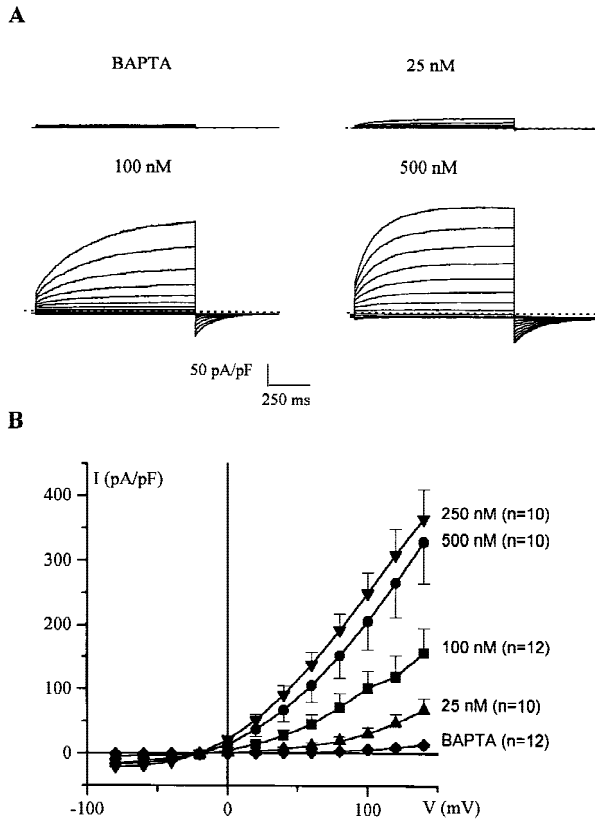 A
BAPTA
25 nM
100 nM
500 nM
50 pA/pF
250 ms
B
I (pA/pF)
400
300
200
100
0
-100
0
100
V (mV)
250 nM (n=10)
500 nM (n=10)
100 nM (n=12)
25 nM (n=10)
BAPTA (n=12)